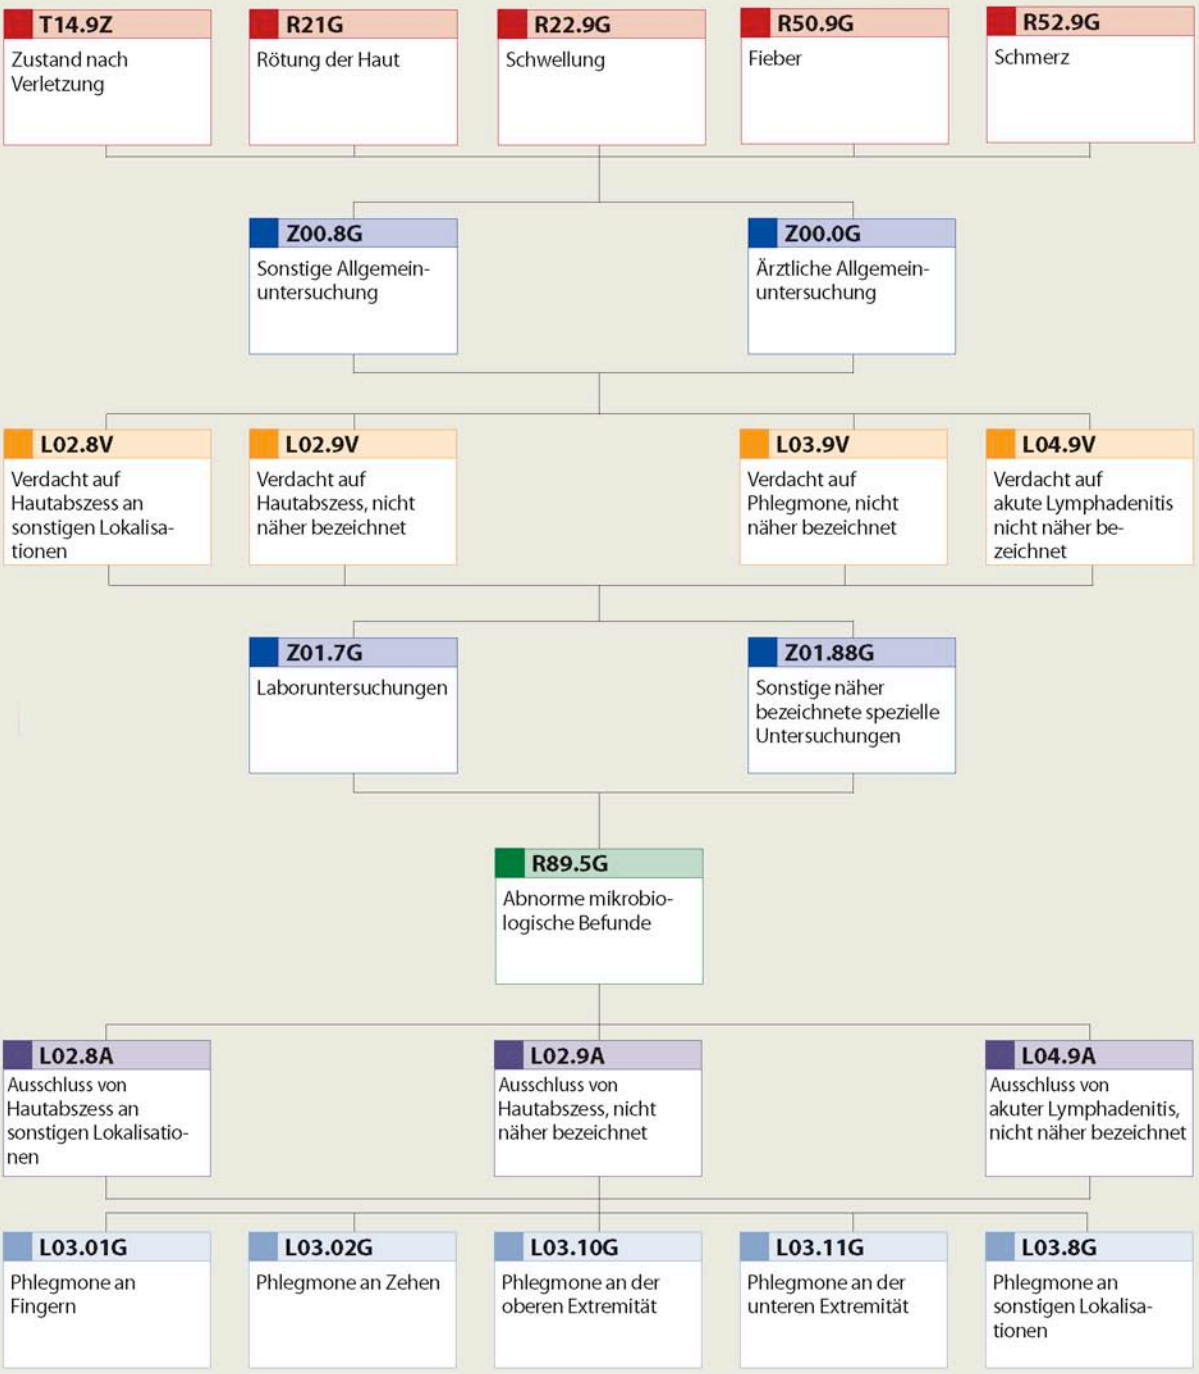 T14.9Z
Zustand nach
Verletzung
R21G
Rötung der Haut
R22.9G
Schwellung
R50.9G
Fieber
R52.9G
Schmerz
Z00.8G
Sonstige Allgemein-
untersuchung
Z00.0G
Ärztliche Allgemein-
untersuchung
L02.8V
Verdacht auf
Hautabszess an
sonstigen Lokalisa-
tionen
L02.9V
Verdacht auf
Hautabszess, nicht
näher bezeichnet
L03.9V
Verdacht auf
Phlegmone, nicht
näher bezeichnet
L04.9V
Verdacht auf
akute Lymphadenitis
nicht näher be-
zeichnet
Z01.7G
Laboruntersuchungen
Z01.88G
Sonstige näher
bezeichnete spezielle
Untersuchungen
R89.5G
Abnorme mikrobio-
logische Befunde
L02.8A
Ausschluss von
Hautabszess an
sonstigen Lokalisatio-
nen
L02.9A
Ausschluss von
Hautabszess, nicht
näher bezeichnet
L04.9A
Ausschluss von
akuter Lymphadenitis,
nicht näher bezeichnet
L03.01G
Phlegmone an
Fingern
L03.02G
Phlegmone an Zehen
L03.10G
Phlegmone an der
oberen Extremität
L03.11G
Phlegmone an der
unteren Extremität
L03.8G
Phlegmone an
sonstigen Lokalisa-
tionen